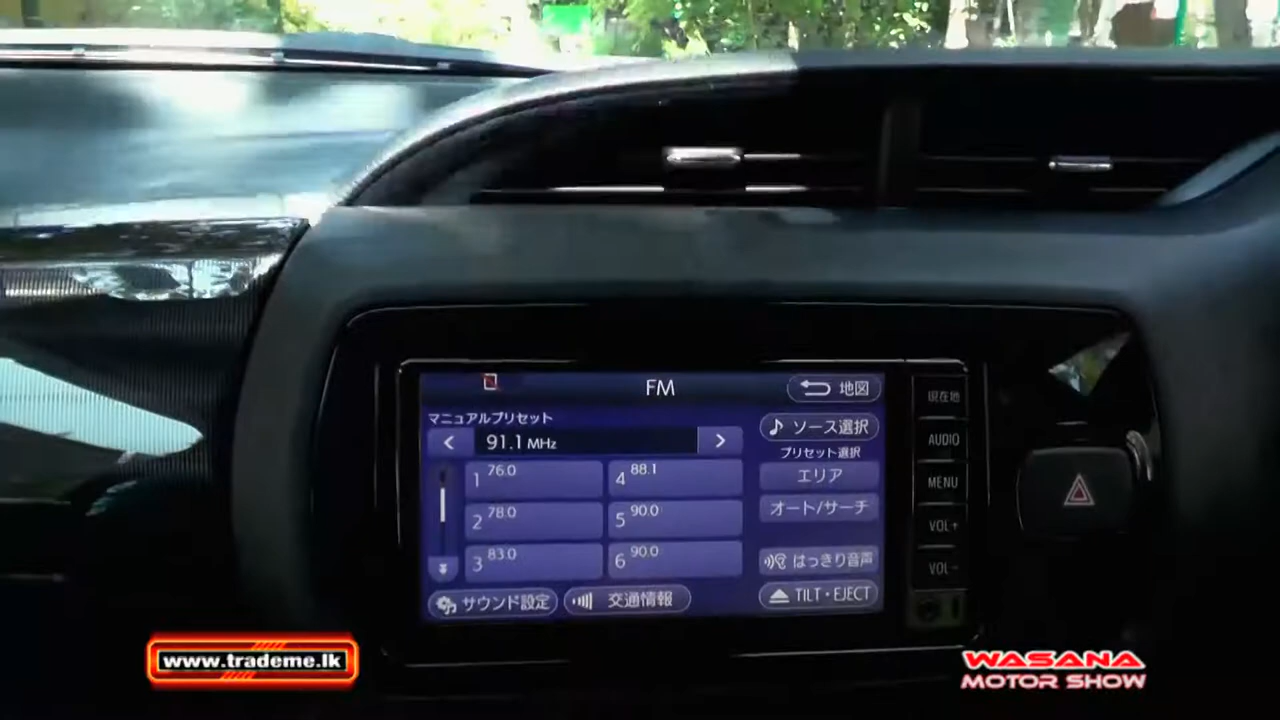 FM
地図
マニュアルプリセット
91.1 MHz
ソース選択
プリセット選択
1 76.0
4 88.1
エリア
2 78.0
5 90.0
オート/サーチ
3 83.0
6 90.0
はっきり音声
サウンド設定
交通情報
TILT・EJECT
現在地
AUDIO
MENU
VOL+
VOL-
www.trademe.lk
WASANA
MOTOR SHOW